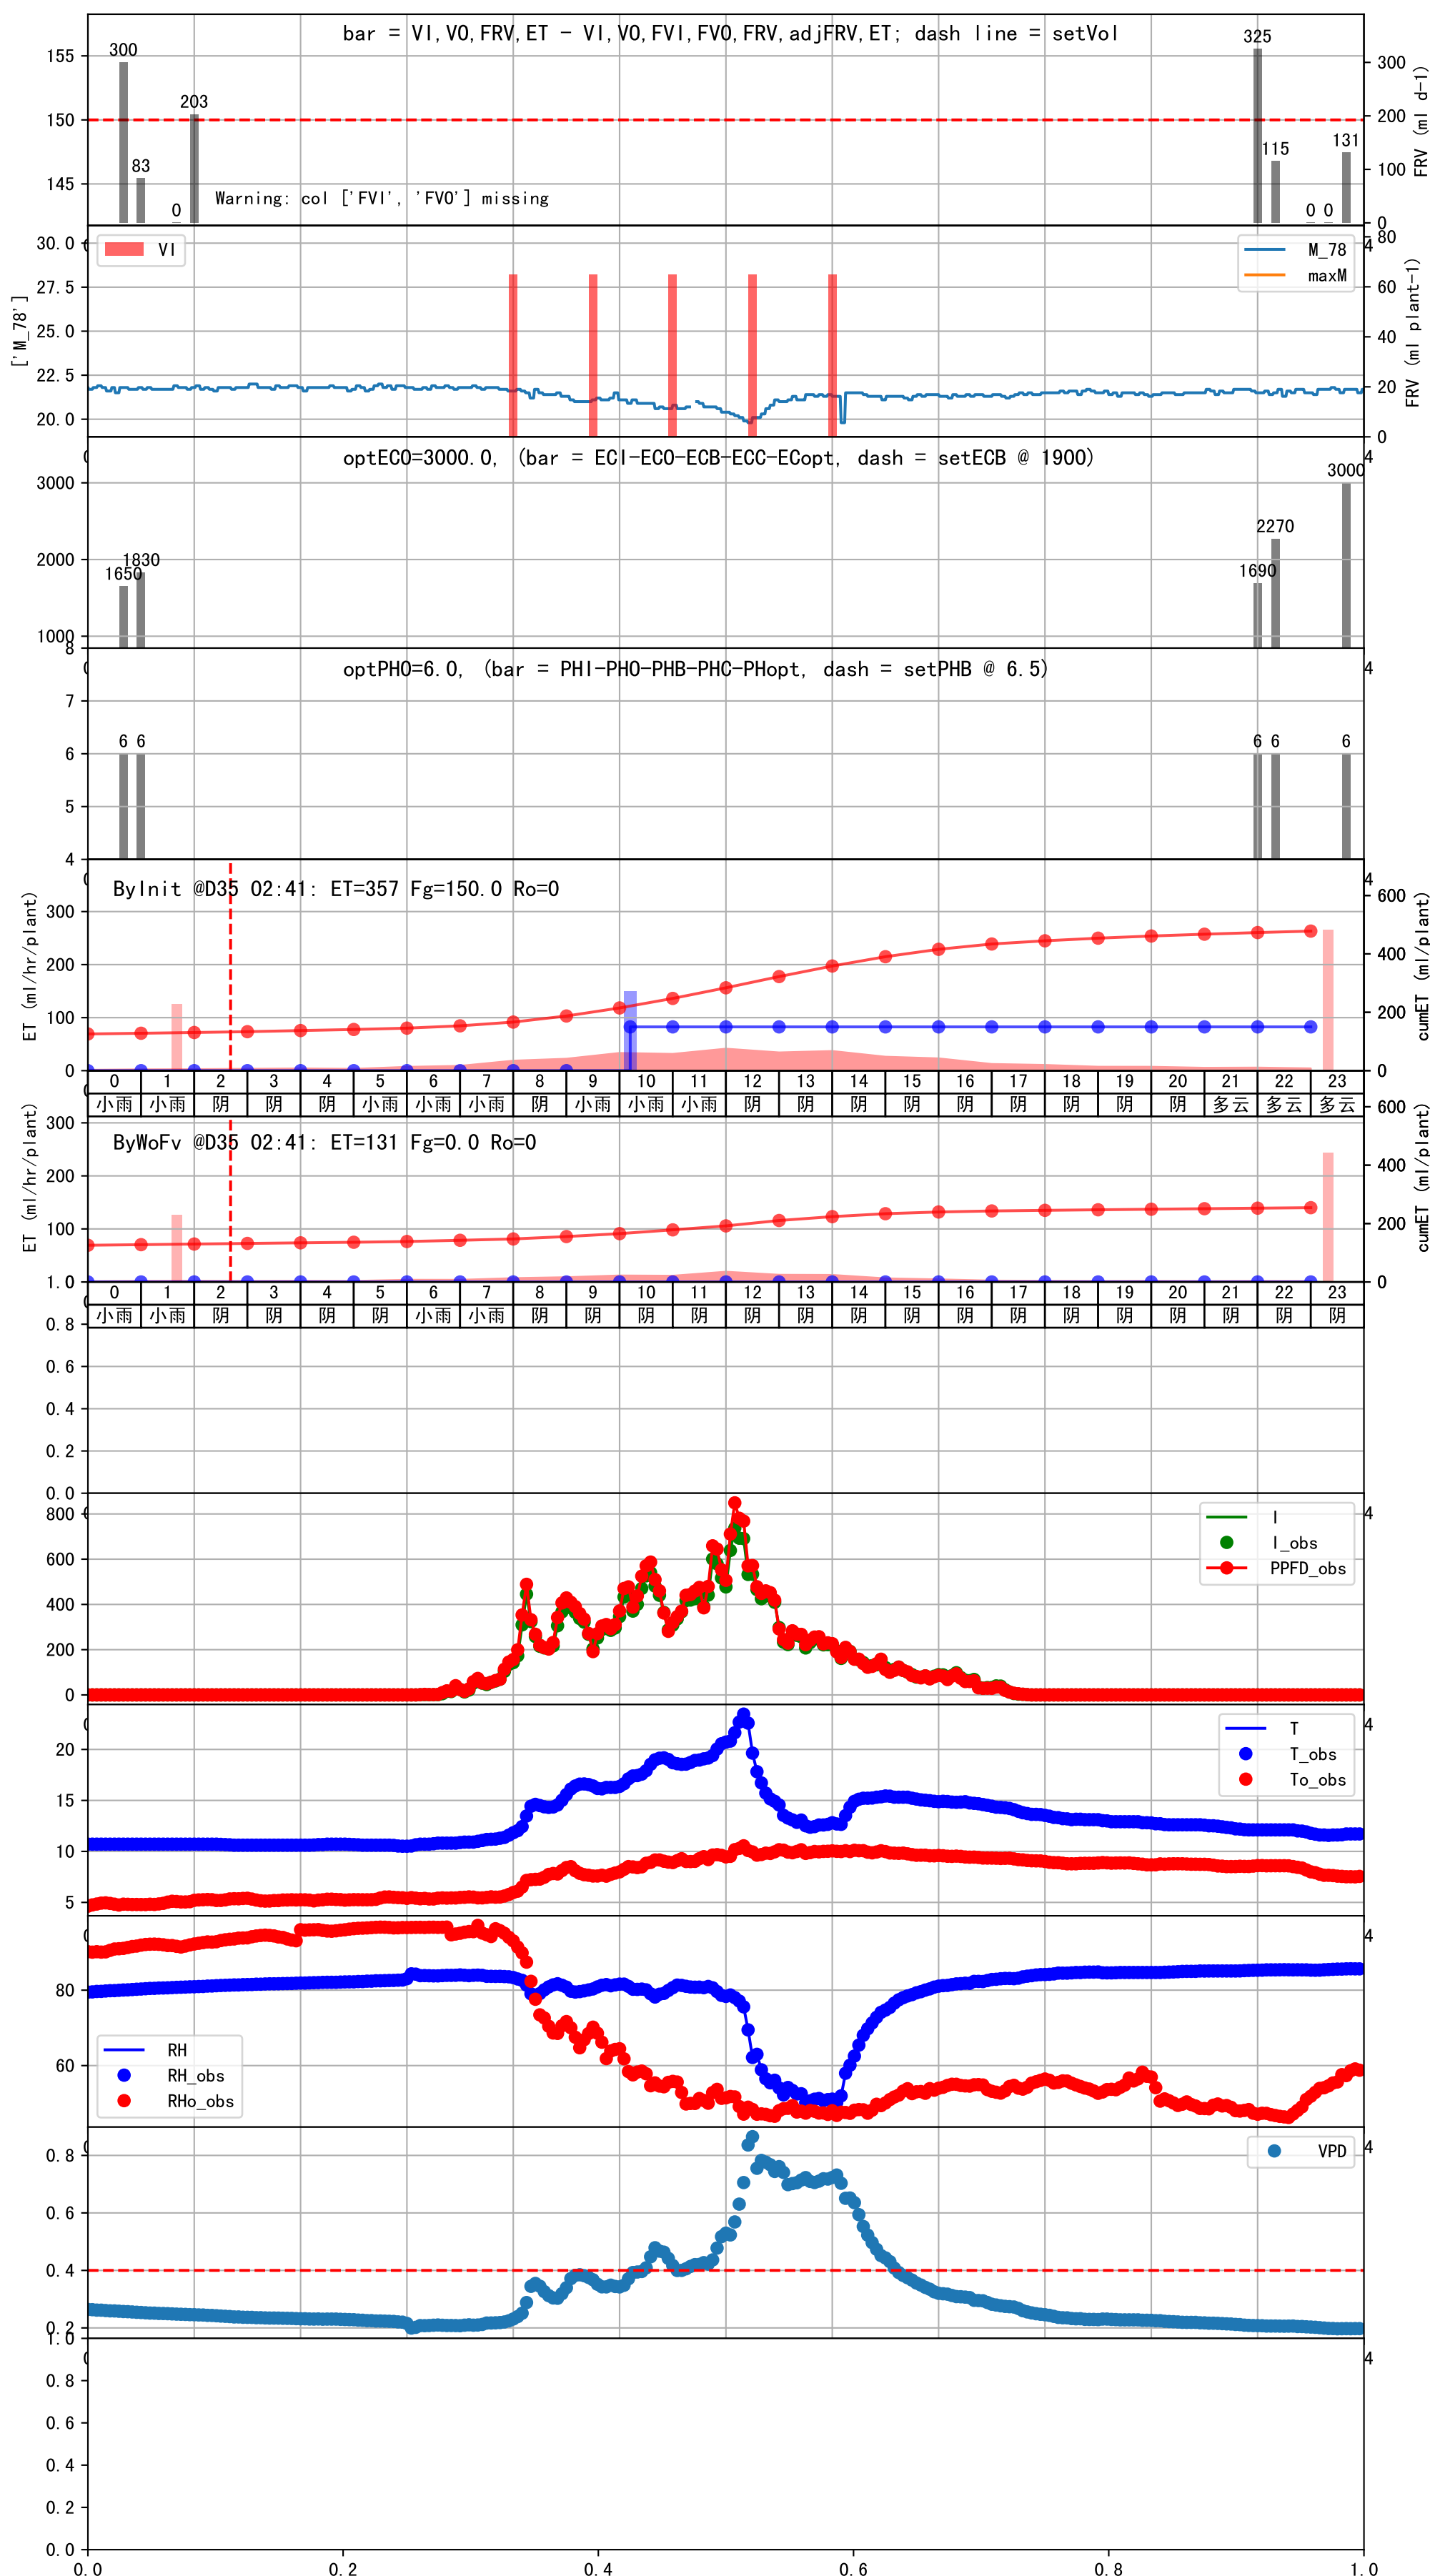 bar = VI,VO,FRV,ET - VI,VO,FVI,FVO,FRV,adjFRV,ET; dash line = setVol
155
150
145
300
83
0
203
325
115
0 0
131
Warning: col ['FVI', 'FVO'] missing
300
200
100
0
FRV (ml d-1)
VI
M_78
maxM
['M_78']
30.0
27.5
25.0
22.5
20.0
4
80
60
40
20
0
FRV (ml plant-1)
optECO=3000.0, (bar = ECI-ECO-ECB-ECC-ECopt, dash = setECB @ 1900)
4
3000
2000
1000
1650
1830
1690
2270
3000
optPHO=6.0, (bar = PHI-PHO-PHB-PHC-PHopt, dash = setPHB @ 6.5)
4
8
7
6
5
4
6 6
6 6
6
ByInit @D35 02:41: ET=357 Fg=150.0 Ro=0
4
ET (ml/hr/plant)
300
200
100
0
600
400
200
0
cumET (ml/plant)
0 1 2 3 4 5 6 7 8 9 10 11 12 13 14 15 16 17 18 19 20 21 22 23
小雨 小雨 阴 阴 阴 小雨 小雨 小雨 阴 小雨 小雨 小雨 阴 阴 阴 阴 阴 阴 阴 阴 阴 多云 多云 多云
ByWoFv @D35 02:41: ET=131 Fg=0.0 Ro=0
ET (ml/hr/plant)
300
200
100
600
400
200
0
cumET (ml/plant)
0 1 2 3 4 5 6 7 8 9 10 11 12 13 14 15 16 17 18 19 20 21 22 23
小雨 小雨 阴 阴 阴 阴 小雨 小雨 阴 阴 阴 阴 阴 阴 阴 阴 阴 阴 阴 阴 阴 阴 阴 阴
1.0
0.8
0.6
0.4
0.2
0.0
I
I_obs
PPFD_obs
4
800
600
400
200
0
T
T_obs
To_obs
4
20
15
10
5
RH
RH_obs
RHo_obs
4
80
60
VPD
4
0.8
0.6
0.4
0.2
4
1.0
0.8
0.6
0.4
0.2
0.0
0.0 0.2 0.4 0.6 0.8 1.0